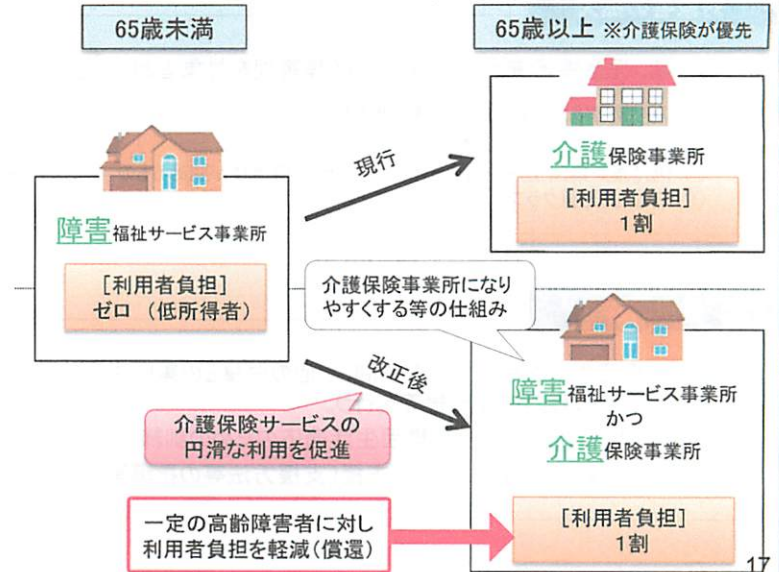 65歳未満
65歳以上 ※介護保険が優先
障害福祉サービス事業所
[利用者負担]
ゼロ (低所得者)
現行
介護保険事業所
[利用者負担]
1割
介護保険事業所になり
やすくする等の仕組み
改正後
介護保険サービスの
円滑な利用を促進
障害福祉サービス事業所
かつ
介護保険事業所
一定の高齢障害者に対し
利用者負担を軽減(償還)
[利用者負担]
1割
17